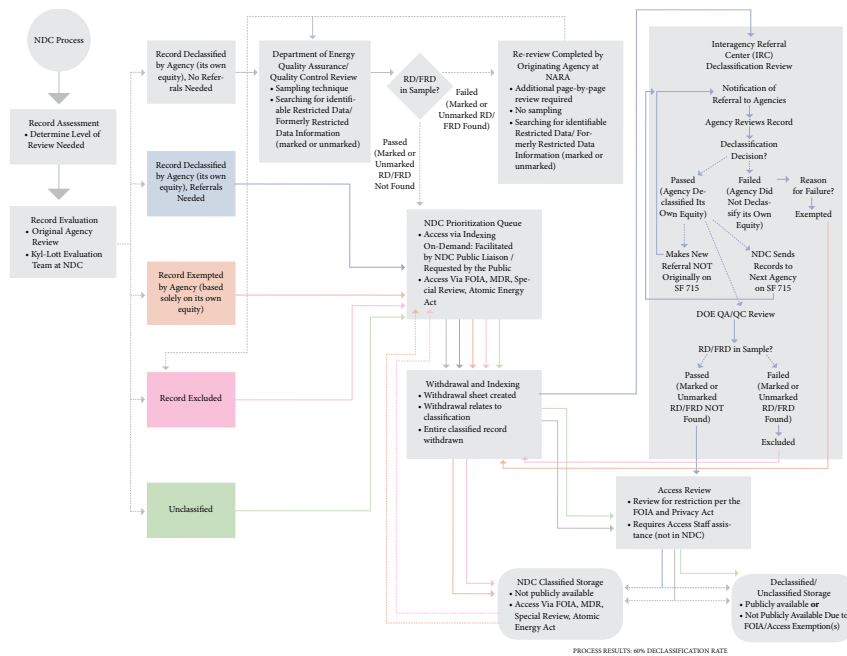 NDC Process
Record Assessment
• Determine Level of
Review Needed
Record Evaluation
• Original Agency
Review
• Kyl-Lott Evaluation
Team at NDC
Record Declassified
by Agency (its own
equity), No Refer-
rals Needed
Record Declassified
by Agency (its own
equity), Referrals
Needed
Record Exempted
by Agency (based
solely on its own
equity)
Record Excluded
Unclassified
Department of Energy
Quality Assurance/
Quality Control Review
• Sampling technique
• Searching for identifi-
able Restricted Data/
Formerly Restricted
Data Information
(marked or unmarked)
RD/FRD
in Sample?
Failed
(Marked or
Unmarked RD/
FRD Found)
Passed
(Marked or
Unmarked
RD/FRD
Not Found
Re-review Completed by
Originating Agency at
NARA
• Additional page-by-page
review required
• No sampling
• Searching for identifiable
Restricted Data/ For-
merly Restricted Data
Information (marked or
unmarked)
NDC Prioritization Queue
• Access via Indexing
On-Demand: Facilitated
by NDC Public Liaison /
Requested by the Public
• Access Via FOIA, MDR, Spe-
cial Review, Atomic Energy
Act
Withdrawal and Indexing
• Withdrawal sheet created
• Withdrawal relates to
classification
• Entire classified record
withdrawn
Interagency Referral
Center (IRC)
Declassification Review
Notification of
Referral to Agencies
Agency Reviews Record
Declassification
Decision?
Passed
(Agency De-
classified Its
Own Equity)
Failed
(Agency Did
Not Declas-
sify its Own
Equity)
Reason
for Failure?
Exempted
Makes New
Referral NOT
Originally on
SF 715
NDC Sends
Records to
Next Agency
on SF 715
DOE QA/QC Review
RD/FRD in Sample?
Passed
(Marked or
Unmarked
RD/FRD NOT
Found)
Failed
(Marked or
Unmarked
RD/FRD
Found)
Excluded
Access Review
• Review for restriction per the
FOIA and Privacy Act
• Requires Access Staff assis-
tance (not in NDC)
NDC Classified Storage
• Not publicly available
• Access Via FOIA, MDR,
Special Review, Atomic
Energy Act
Declassified/
Unclassified Storage
• Publicly available or
• Not Publicly Available Due to
FOIA/Access Exemption(s)
PROCESS RESULTS: 60% DECLASSIFICATION RATE